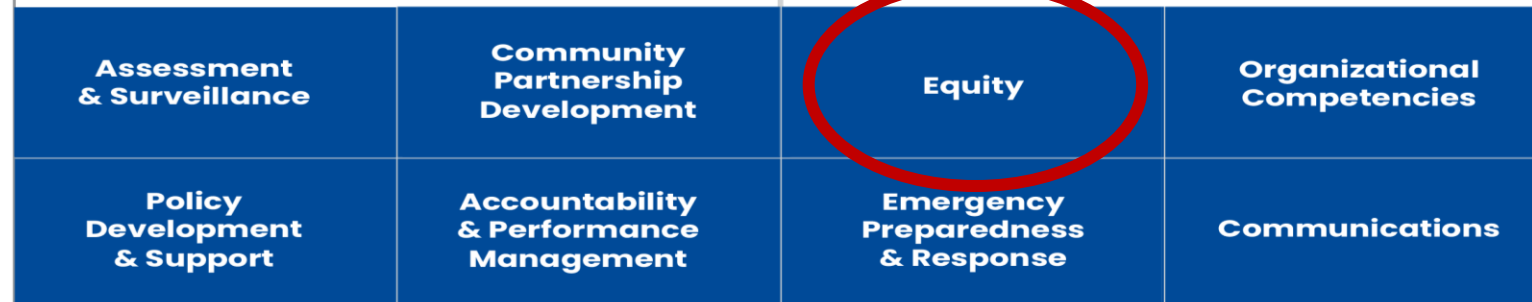 Assessment
& Surveillance
Community
Partnership
Development
Equity
Organizational
Competencies
Policy
Development
& Support
Accountability
& Performance
Management
Emergency
Preparedness
& Response
Communications